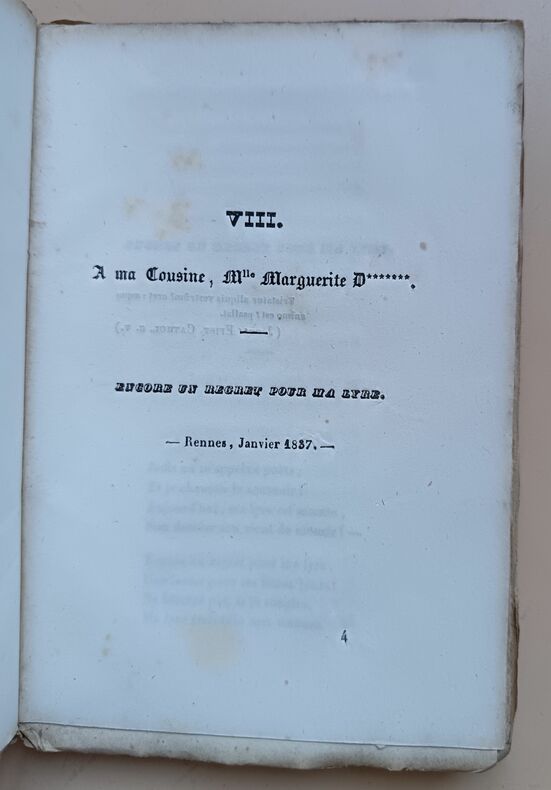 VIII.
A ma Cousine, Mlle Marguerite D*******.
ENCORE UN REGRET POUR MA LYRE.
— Rennes, Janvier 1837. —
4